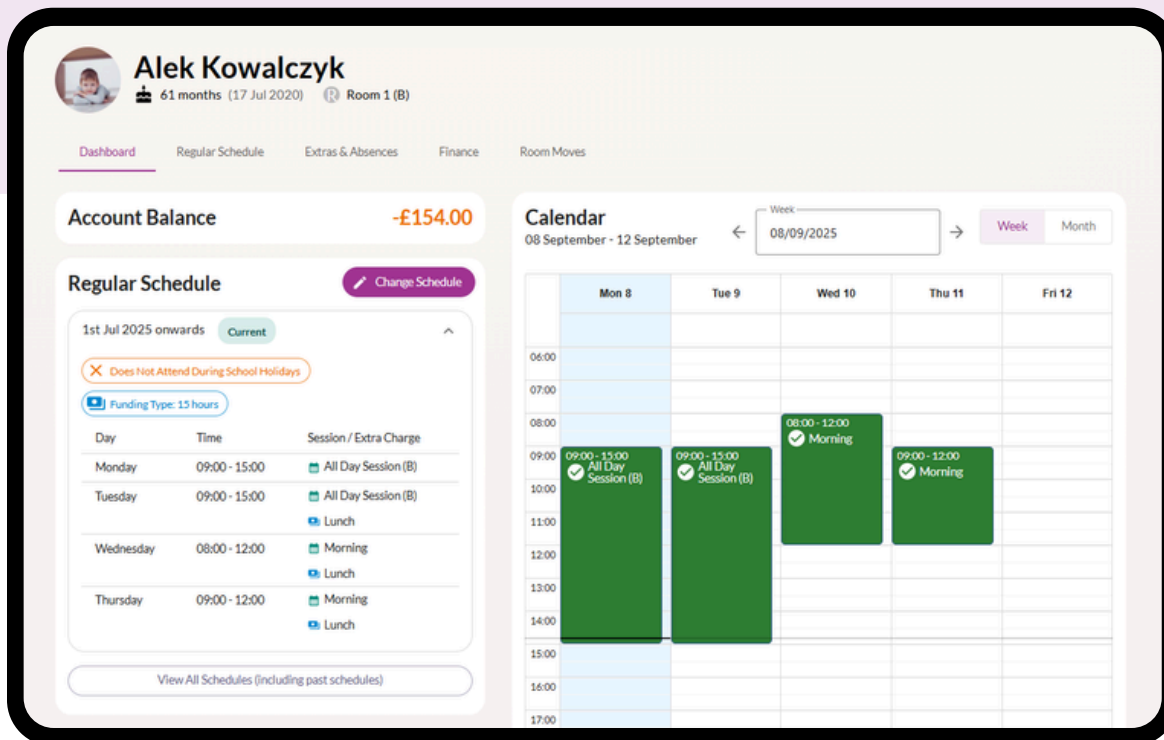 Alek Kowalczyk
61 months (17 Jul 2020) R Room 1 (B)
Dashboard Regular Schedule Extras & Absences Finance Room Moves
Account Balance -£154.00
Regular Schedule Change Schedule
1st Jul 2025 onwards Current
Does Not Attend During School Holidays
Funding Type: 15 hours
Day Time Session / Extra Charge
Monday 09:00 - 15:00 All Day Session (B)
Tuesday 09:00 - 15:00 All Day Session (B)
Lunch
Wednesday 08:00 - 12:00 Morning
Lunch
Thursday 09:00 - 12:00 Morning
Lunch
View All Schedules (including past schedules)
Calendar
08 September - 12 September
Week
08/09/2025
Week Month
Mon 8 Tue 9 Wed 10 Thu 11 Fri 12
06:00
07:00
08:00
09:00
10:00
11:00
12:00
13:00
14:00
15:00
16:00
17:00
09:00 - 15:00
All Day
Session (B)
09:00 - 15:00
All Day
Session (B)
08:00 - 12:00
Morning
09:00 - 12:00
Morning